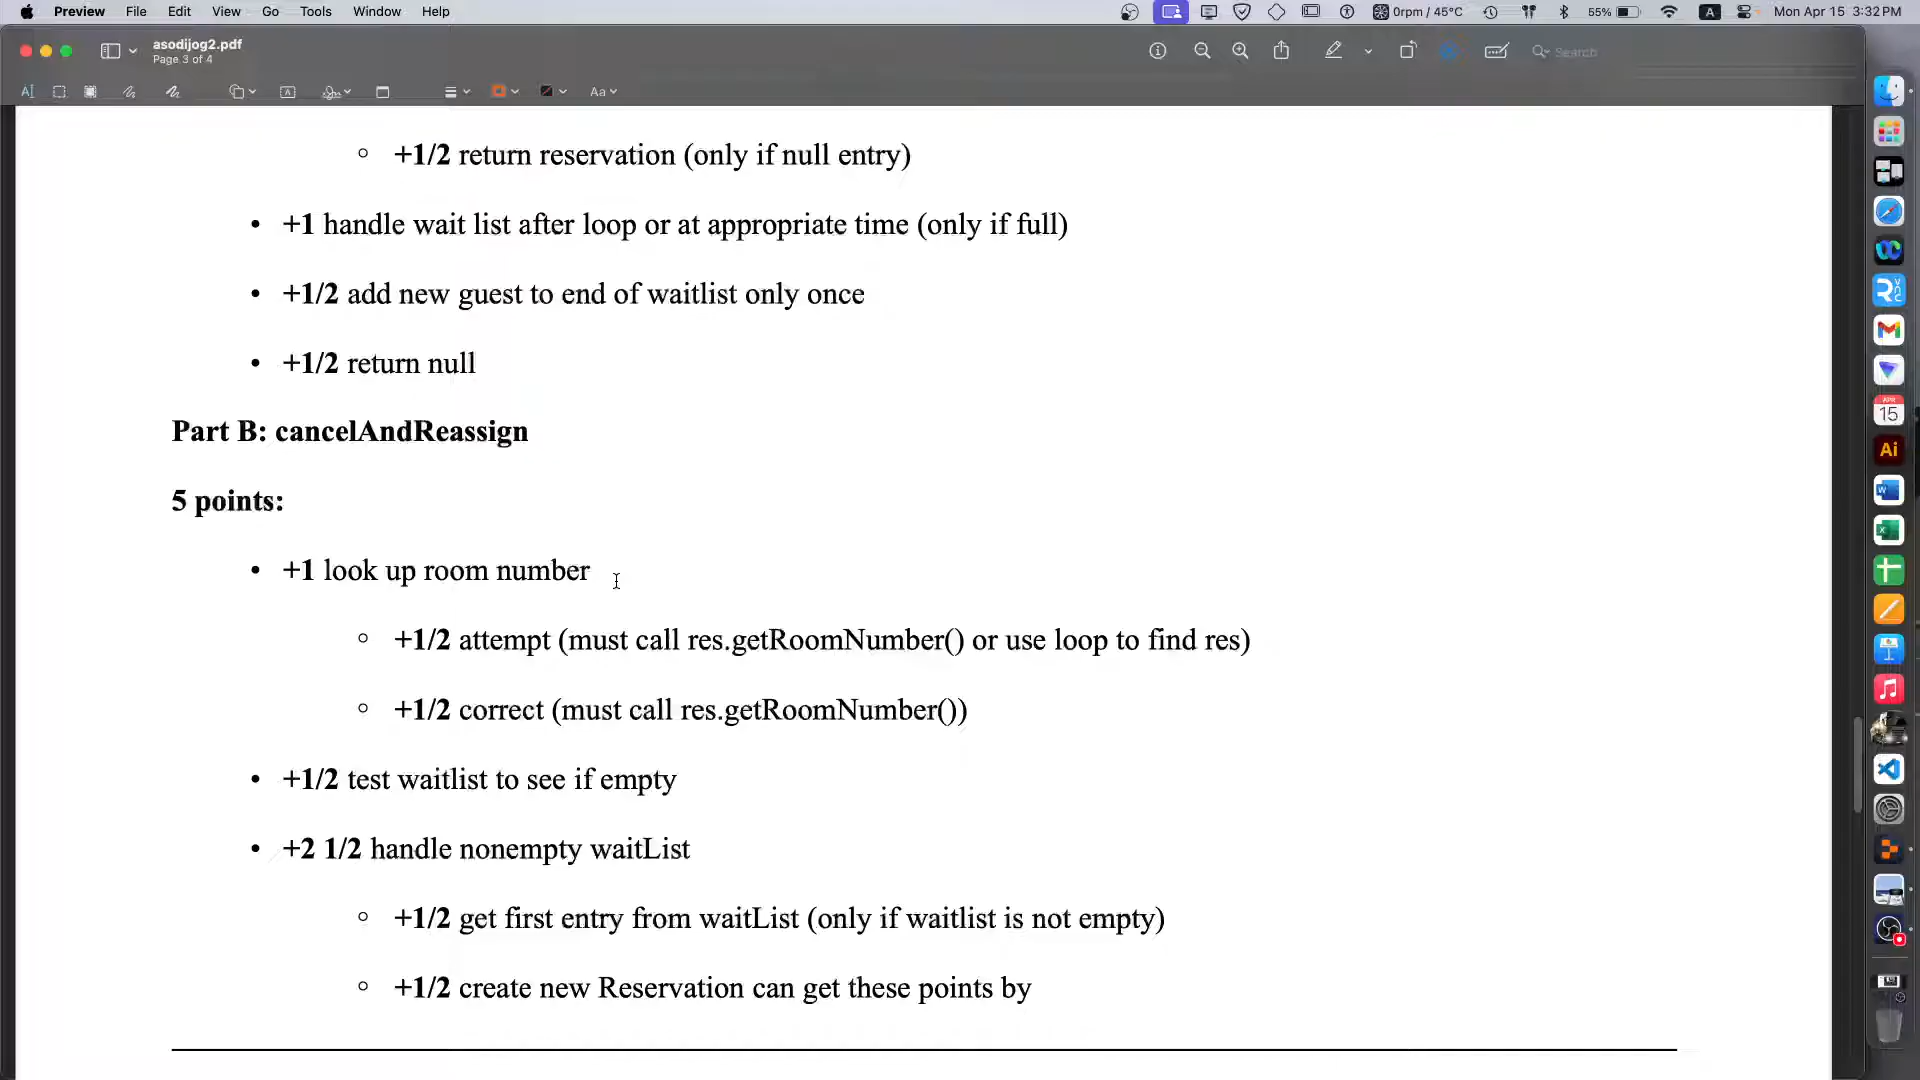 Preview File Edit View Go Tools Window Help
0rpm / 45°C 55% A Mon Apr 15 3:32 PM
asodijog2.pdf
Page 3 of 4
Search
Aa
+1/2 return reservation (only if null entry)
• +1 handle wait list after loop or at appropriate time (only if full)
• +1/2 add new guest to end of waitlist only once
• +1/2 return null
Part B: cancelAndReassign
5 points:
• +1 look up room number
+1/2 attempt (must call res.getRoomNumber() or use loop to find res)
+1/2 correct (must call res.getRoomNumber())
• +1/2 test waitlist to see if empty
• +2 1/2 handle nonempty waitList
+1/2 get first entry from waitList (only if waitlist is not empty)
+1/2 create new Reservation can get these points by
APR
15
Ai